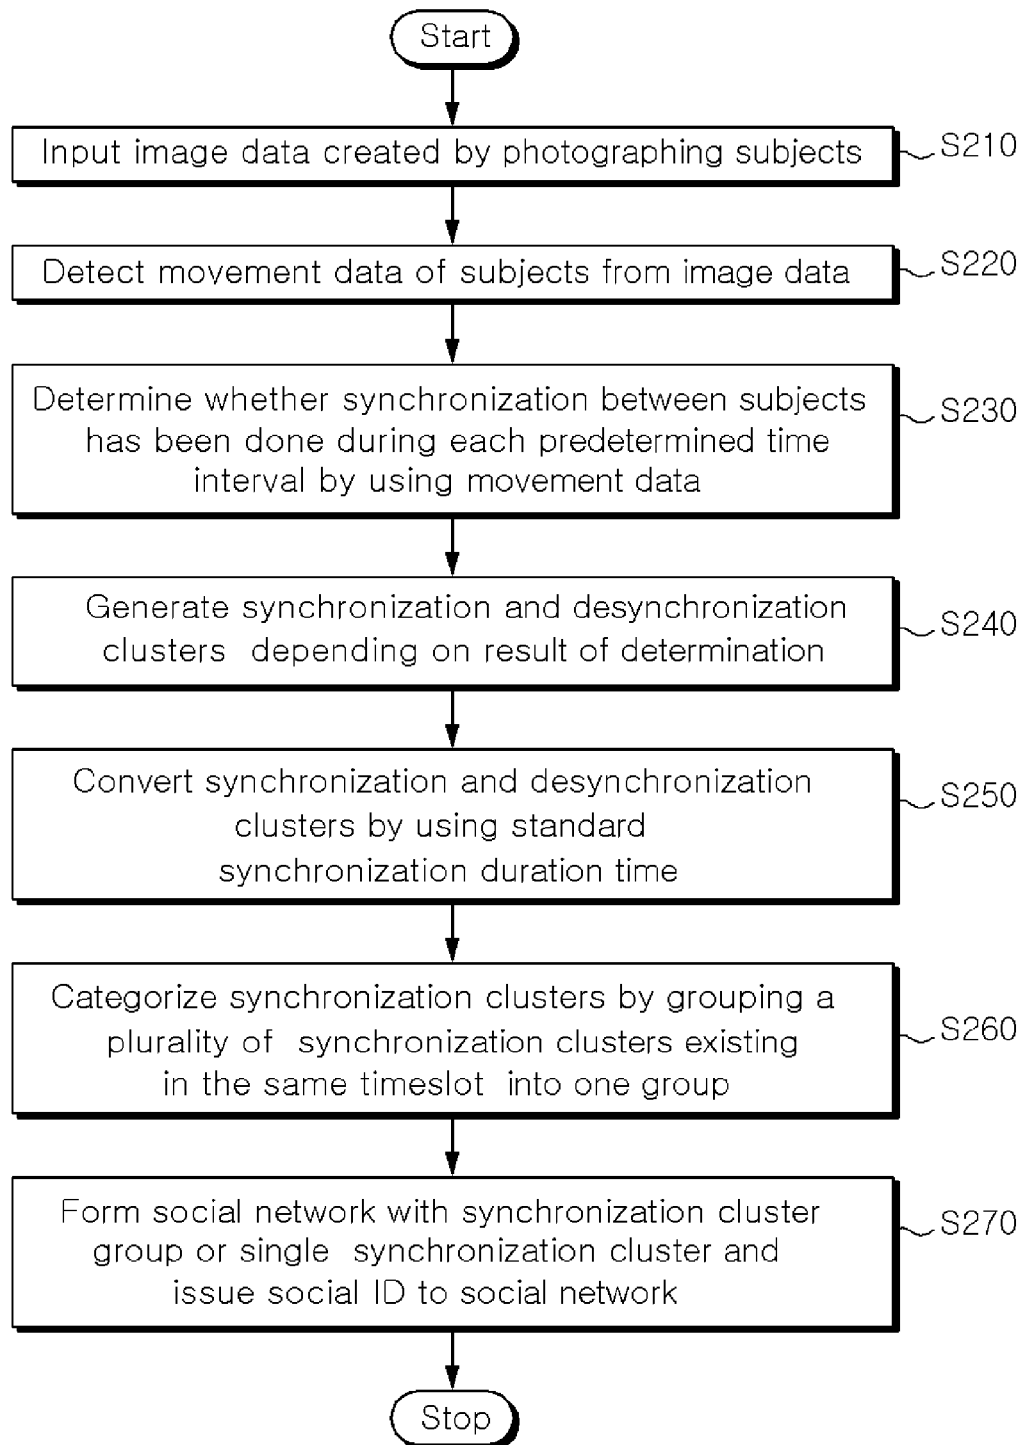 Start
Input image data created by photographing subjects
S210
Detect movement data of subjects from image data
S220
Determine whether synchronization between subjects
has been done during each predetermined time
interval by using movement data
S230
Generate synchronization and desynchronization
clusters depending on result of determination
S240
Convert synchronization and desynchronization
clusters by using standard
synchronization duration time
S250
Categorize synchronization clusters by grouping a
plurality of synchronization clusters existing
in the same timeslot into one group
S260
Form social network with synchronization cluster
group or single synchronization cluster and
issue social ID to social network
S270
Stop